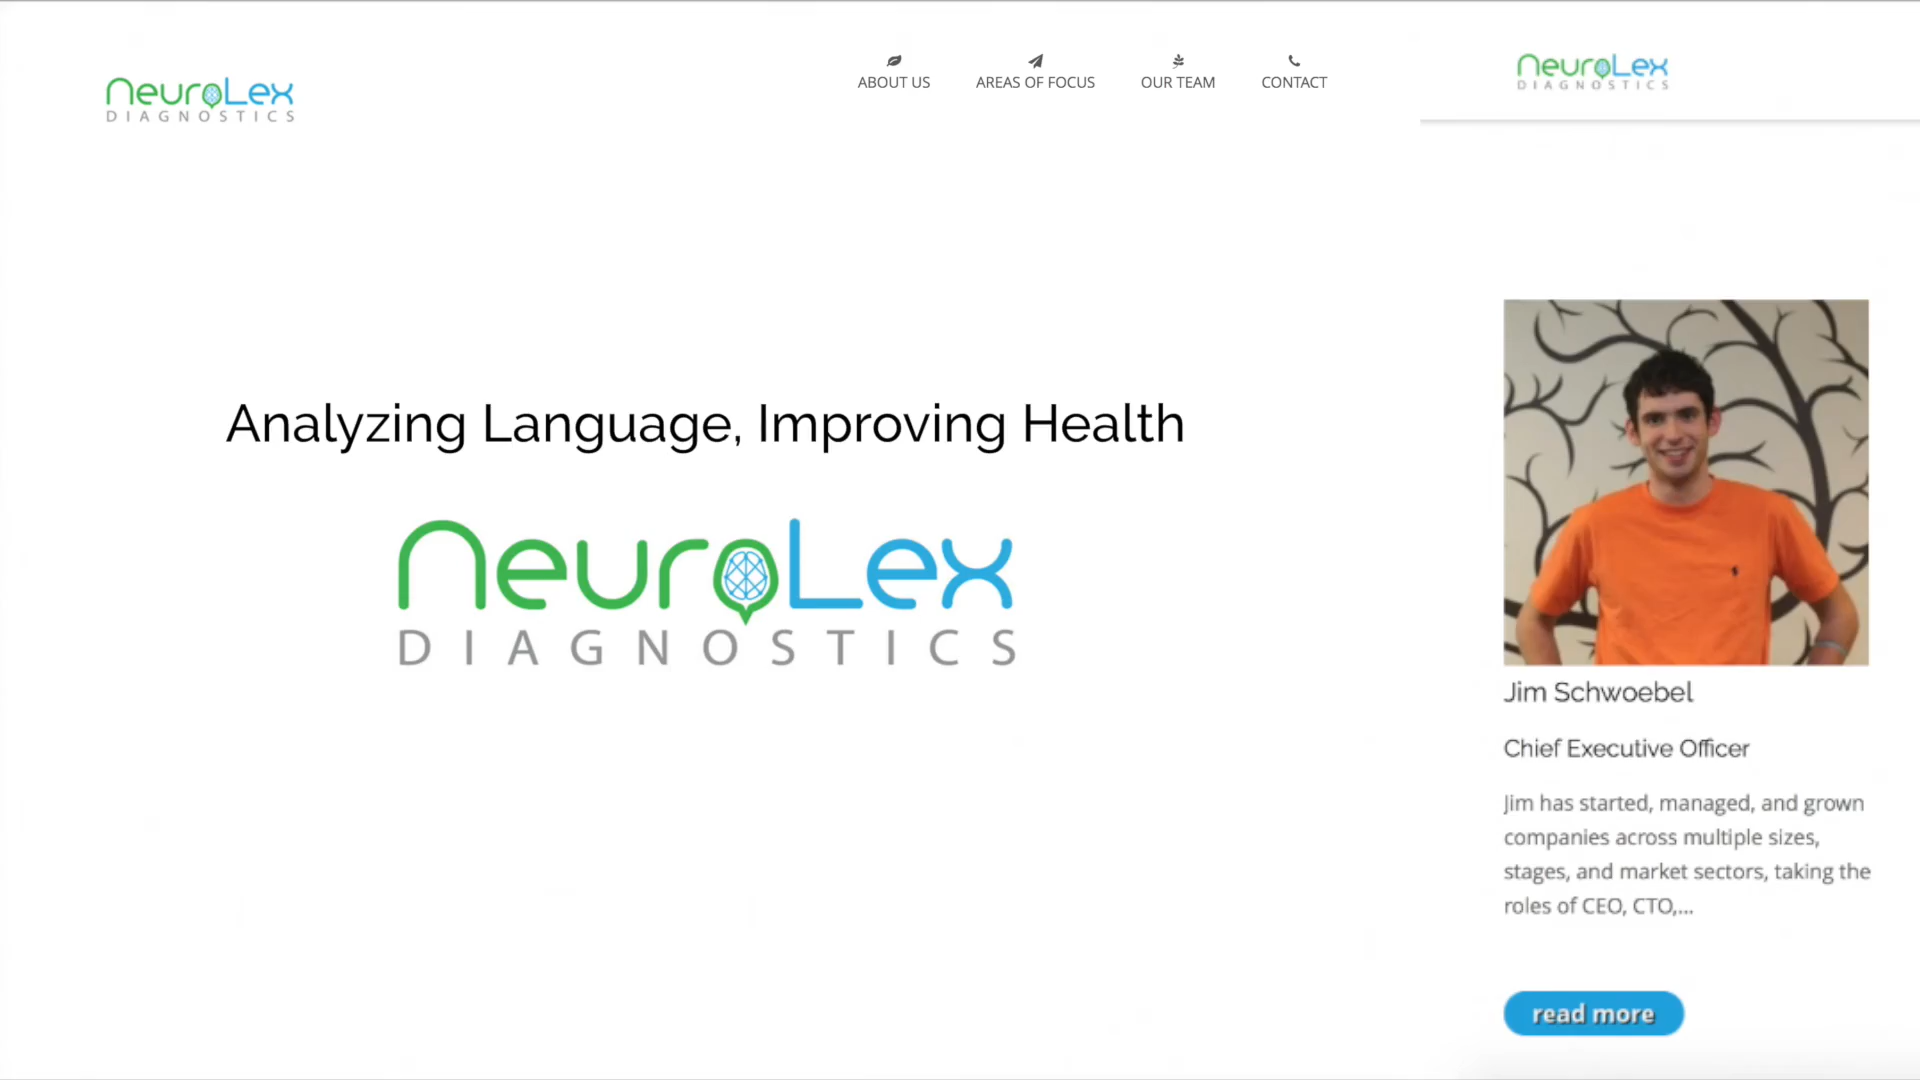 NeuroLex
DIAGNOSTICS
ABOUT US
AREAS OF FOCUS
OUR TEAM
CONTACT
Analyzing Language, Improving Health
NeuroLex
DIAGNOSTICS
NeuroLex
DIAGNOSTICS
Jim Schwoebel
Chief Executive Officer
Jim has started, managed, and grown
companies across multiple sizes,
stages, and market sectors, taking the
roles of CEO, CTO,...
read more